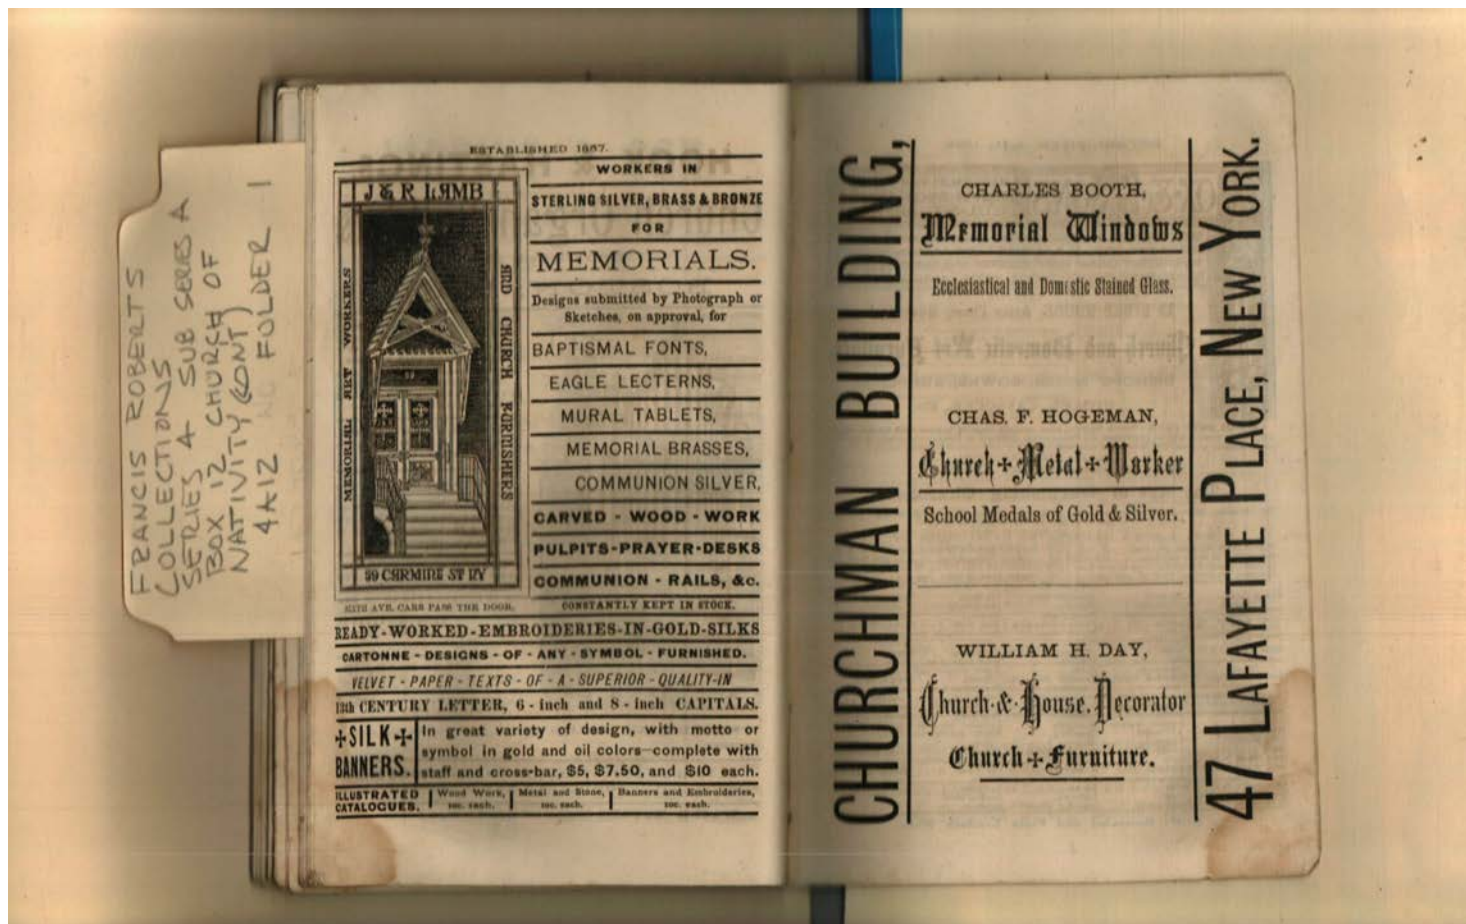 FRANCIS ROBERTS
COLLECTIONS
SERIES 4 SUB SERIES A
BOX 12 CHURCH OF
NATIVITY (CONT)
4A12 FOLDER 1
ESTABLISHED 1857.
J & R LAMB
MEMORIAL ART WORKERS
AND CHURCH FURNISHERS
59 CARMINE ST NY
SIXTH AVE. CARS PASS THE DOOR.
WORKERS IN
STERLING SILVER, BRASS & BRONZE
FOR
MEMORIALS.
Designs submitted by Photograph or
Sketches, on approval, for
BAPTISMAL FONTS,
EAGLE LECTERNS,
MURAL TABLETS,
MEMORIAL BRASSES,
COMMUNION SILVER,
CARVED - WOOD - WORK
PULPITS-PRAYER-DESKS
COMMUNION - RAILS, &c.
CONSTANTLY KEPT IN STOCK.
READY-WORKED-EMBROIDERIES-IN-GOLD-SILKS
CARTONNE - DESIGNS - OF - ANY - SYMBOL - FURNISHED.
VELVET - PAPER - TEXTS - OF - A - SUPERIOR - QUALITY-IN
13th CENTURY LETTER, 6 - inch and 8 - inch CAPITALS.
SILK
BANNERS.
In great variety of design, with motto or
symbol in gold and oil colors—complete with
staff and cross-bar, $5, $7.50, and $10 each.
ILLUSTRATED
CATALOGUES.
Wood Work,
10c. each.
Metal and Stone,
10c. each.
Banners and Embroideries,
10c. each.
CHURCHMAN BUILDING,
CHARLES BOOTH,
Memorial Windows
Ecclesiastical and Domestic Stained Glass.
CHAS. F. HOGEMAN,
Church + Metal + Worker
School Medals of Gold & Silver.
WILLIAM H. DAY,
Church & House. Decorator
Church + Furniture.
47 LAFAYETTE PLACE, NEW YORK.